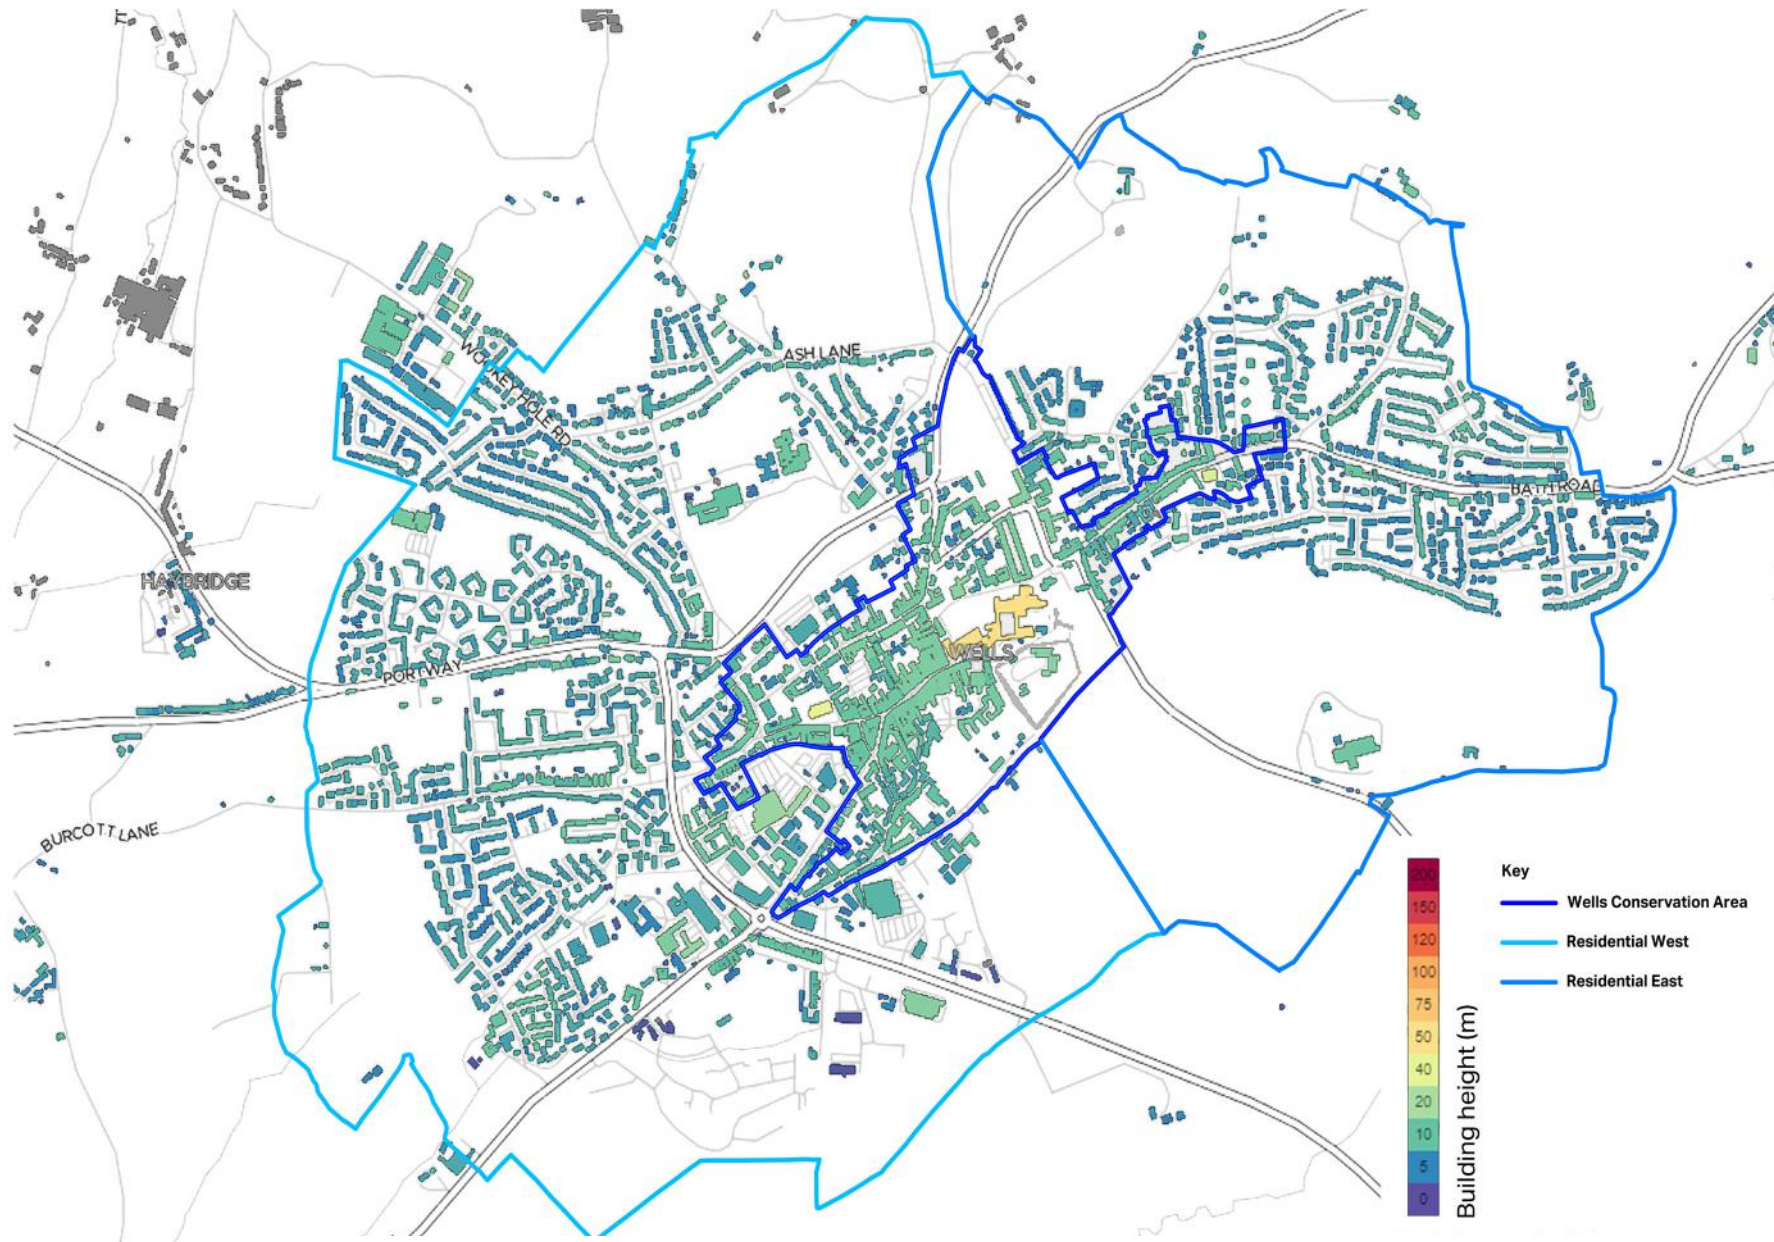 WOOKEY HOLE RD
ASH LANE
BATH ROAD
HAYBRIDGE
WELLS
PORTWAY
BURCOTT LANE
200
150
120
100
75
50
40
20
10
5
0
Building height (m)
Key
Wells Conservation Area
Residential West
Residential East